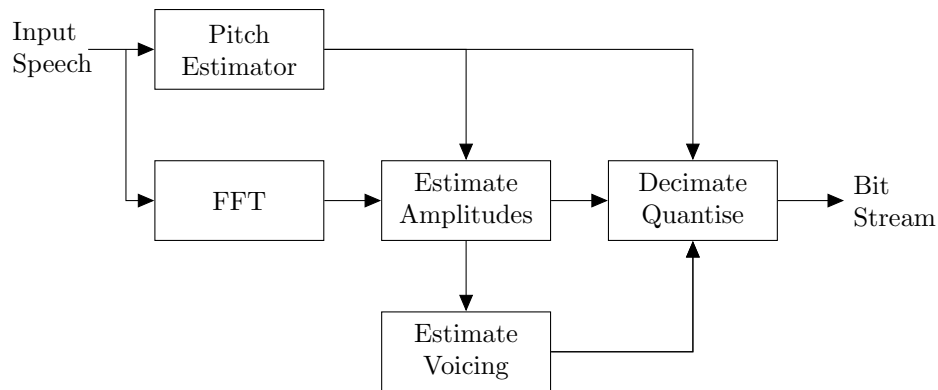 Input
Speech
Pitch
Estimator
FFT
Estimate
Amplitudes
Decimate
Quantise
Bit
Stream
Estimate
Voicing